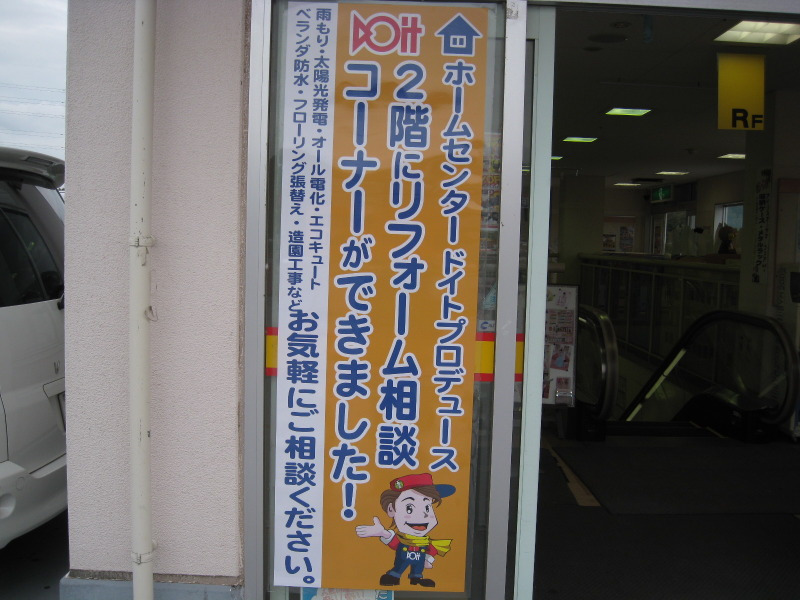 DOIT
ホームセンタードイトプロデュース
2階にリフォーム相談
コーナーができました!
雨もり・太陽光発電・オール電化・エコキュート
ベランダ防水・フローリング張替え・造園工事など
お気軽にご相談ください。
DOIT
RF